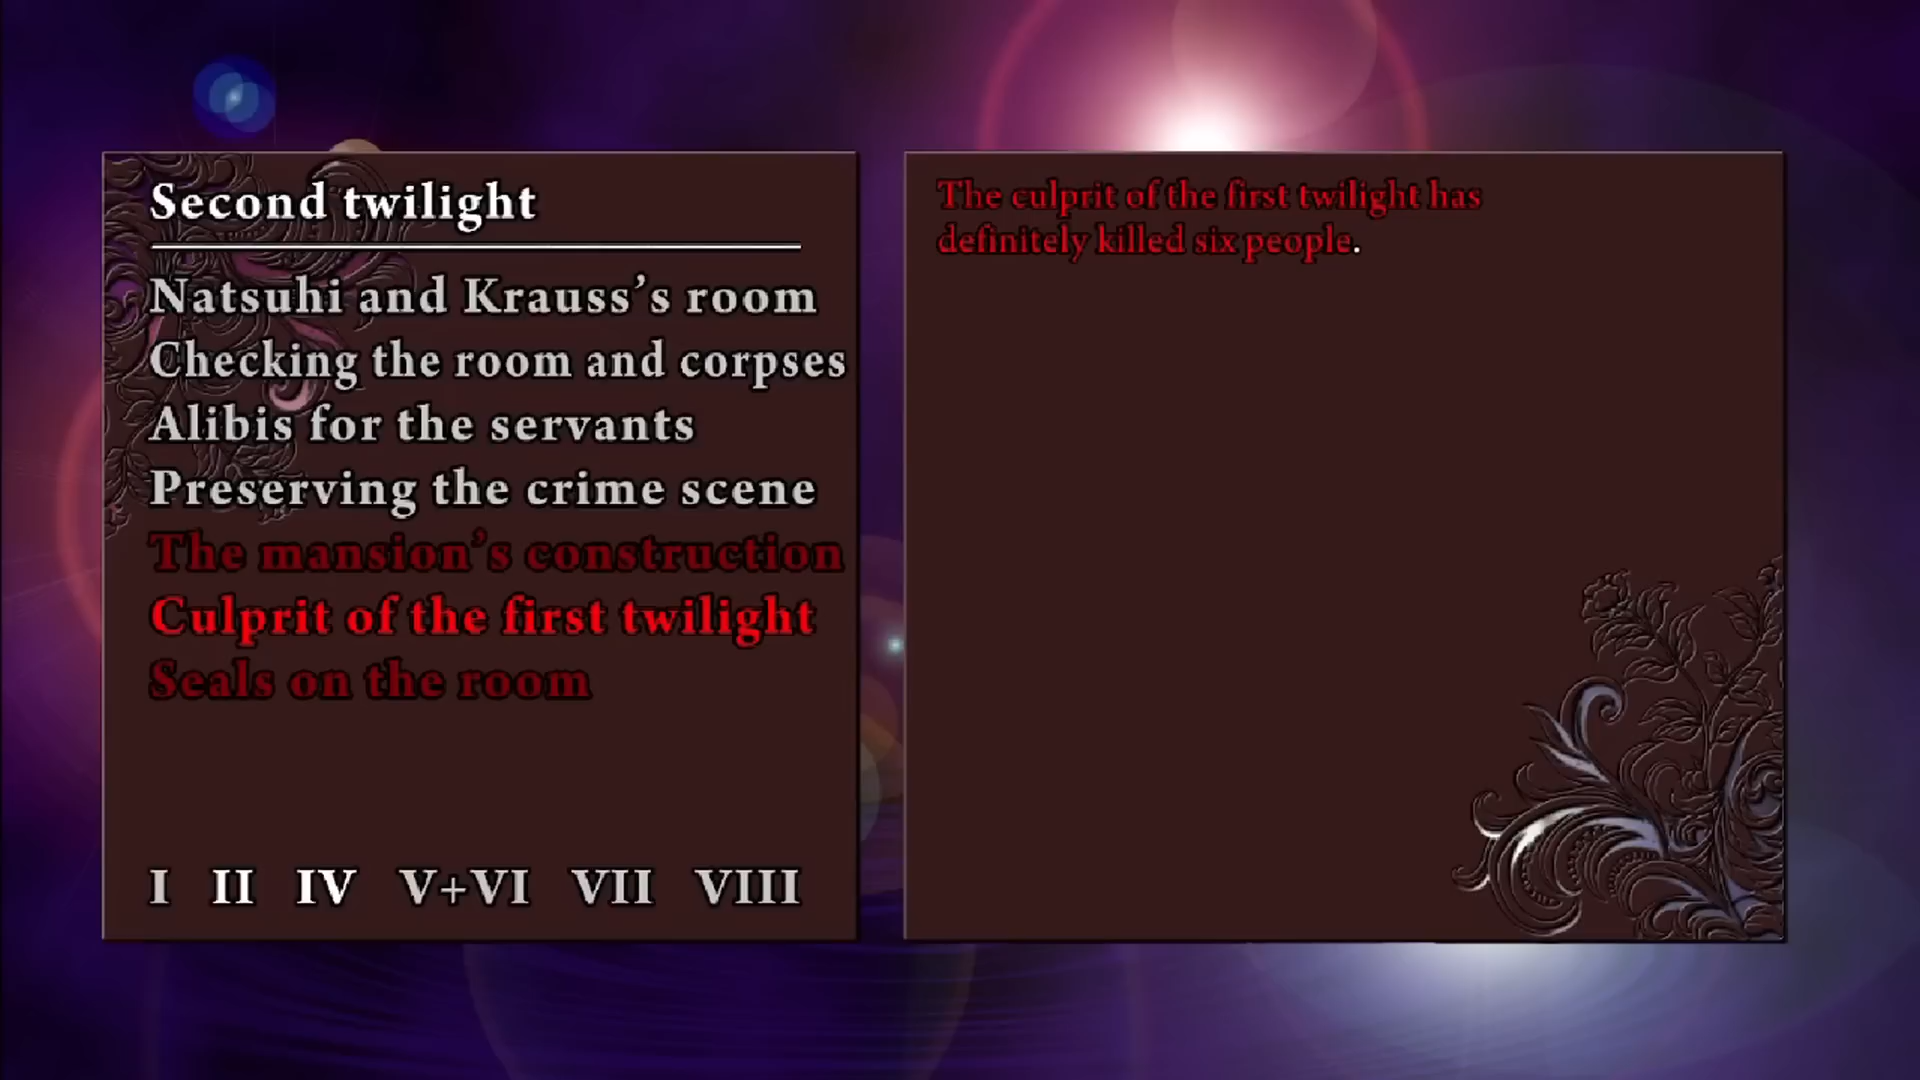 Second twilight
Natsuhi and Krauss’s room
Checking the room and corpses
Alibis for the servants
Preserving the crime scene
The mansion’s construction
Culprit of the first twilight
Seals on the room
I II IV V+VI VII VIII
The culprit of the first twilight has
definitely killed six people.